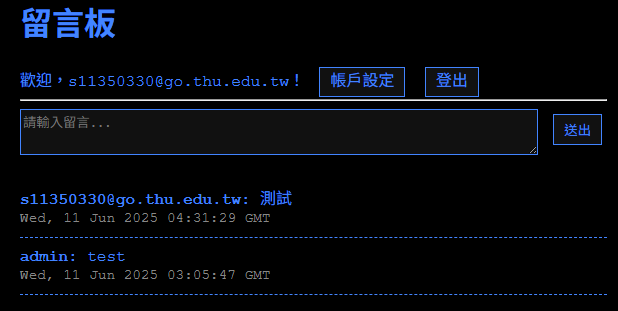 留言板
歡迎，s11350330@go.thu.edu.tw！ 帳戶設定 登出
請輸入留言... 送出
s11350330@go.thu.edu.tw: 測試
Wed, 11 Jun 2025 04:31:29 GMT
admin: test
Wed, 11 Jun 2025 03:05:47 GMT